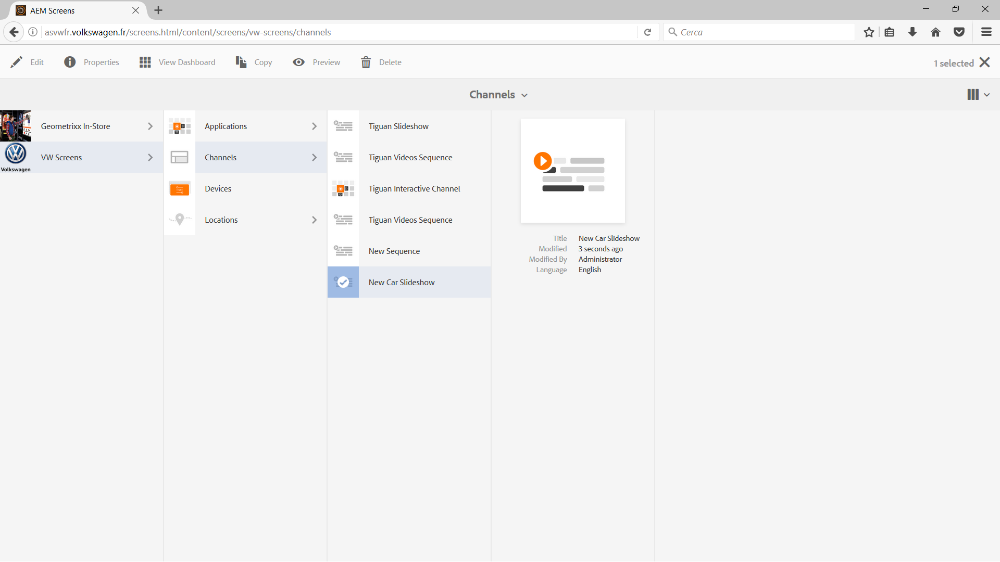 AEM Screens
asvwfr.volkswagen.fr/screens.html/content/screens/vw-screens/channels
Cerca
Edit
Properties
View Dashboard
Copy
Preview
Delete
1 selected
Channels
Geometrixx In-Store
VW Screens
Volkswagen
Applications
Channels
Devices
Locations
Tiguan Slideshow
Tiguan Videos Sequence
Tiguan Interactive Channel
Tiguan Videos Sequence
New Sequence
New Car Slideshow
Title New Car Slideshow
Modified 3 seconds ago
Modified By Administrator
Language English